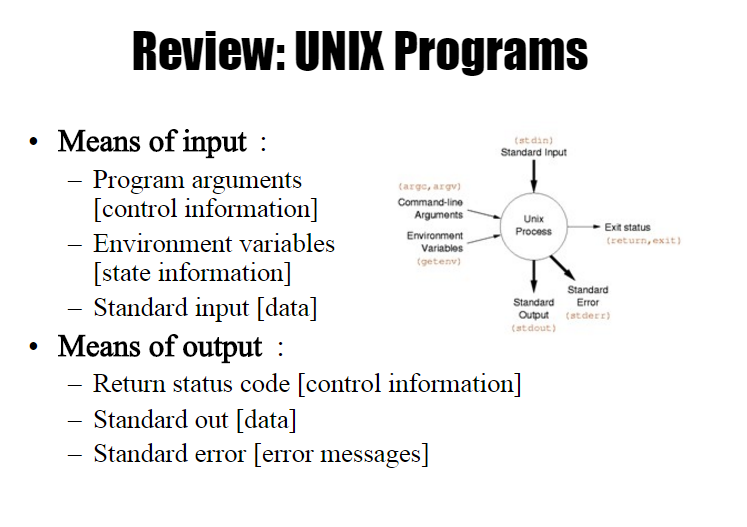 Review: UNIX Programs
• Means of input :
– Program arguments
[control information]
– Environment variables
[state information]
– Standard input [data]
• Means of output :
– Return status code [control information]
– Standard out [data]
– Standard error [error messages]
(stdin)
Standard Input
(argc, argv)
Command-line
Arguments
Environment
Variables
(getenv)
Unix
Process
Exit status
(return, exit)
Standard
Error
(stderr)
Standard
Output
(stdout)